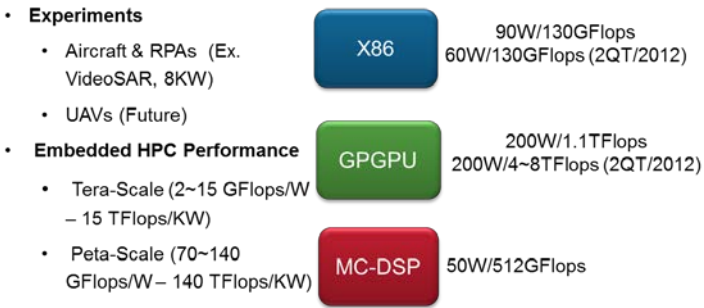 • Experiments
• Aircraft & RPAs (Ex.
VideoSAR, 8KW)
• UAVs (Future)
• Embedded HPC Performance
• Tera-Scale (2~15 GFlops/W
– 15 TFlops/KW)
• Peta-Scale (70~140
GFlops/W – 140 TFlops/KW)
X86
90W/130GFlops
60W/130GFlops (2QT/2012)
GPGPU
200W/1.1TFlops
200W/4~8TFlops (2QT/2012)
MC-DSP
50W/512GFlops